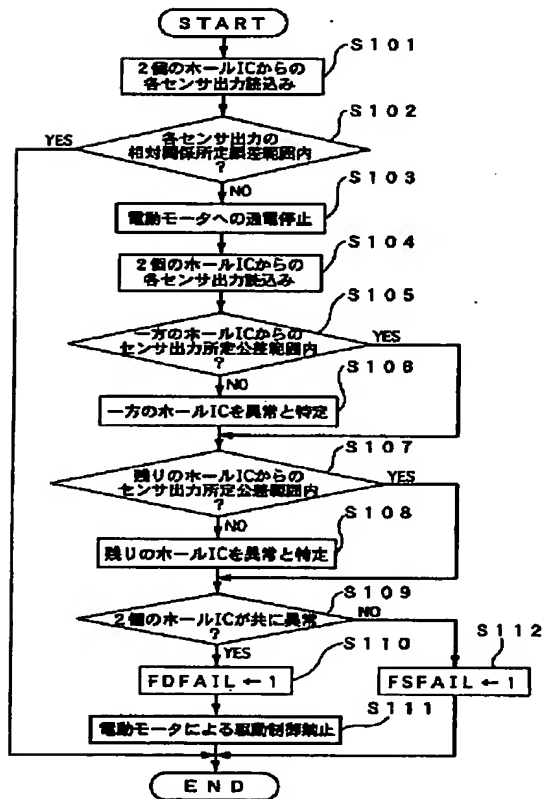 START
S101
2個のホールICからの
各センサ出力読込み
S102
各センサ出力の
相対関係所定誤差範囲内
?
YES
NO
S103
電動モータへの通電停止
S104
2個のホールICからの
各センサ出力読込み
S105
一方のホールICからの
センサ出力所定公差範囲内
?
YES
NO
S106
一方のホールICを異常と特定
S107
残りのホールICからの
センサ出力所定公差範囲内
?
YES
NO
S108
残りのホールICを異常と特定
S109
2個のホールICが共に異常
?
NO
YES
S110
S112
FDFAIL←1
FSFAIL←1
S111
電動モータによる駆動制御禁止
END